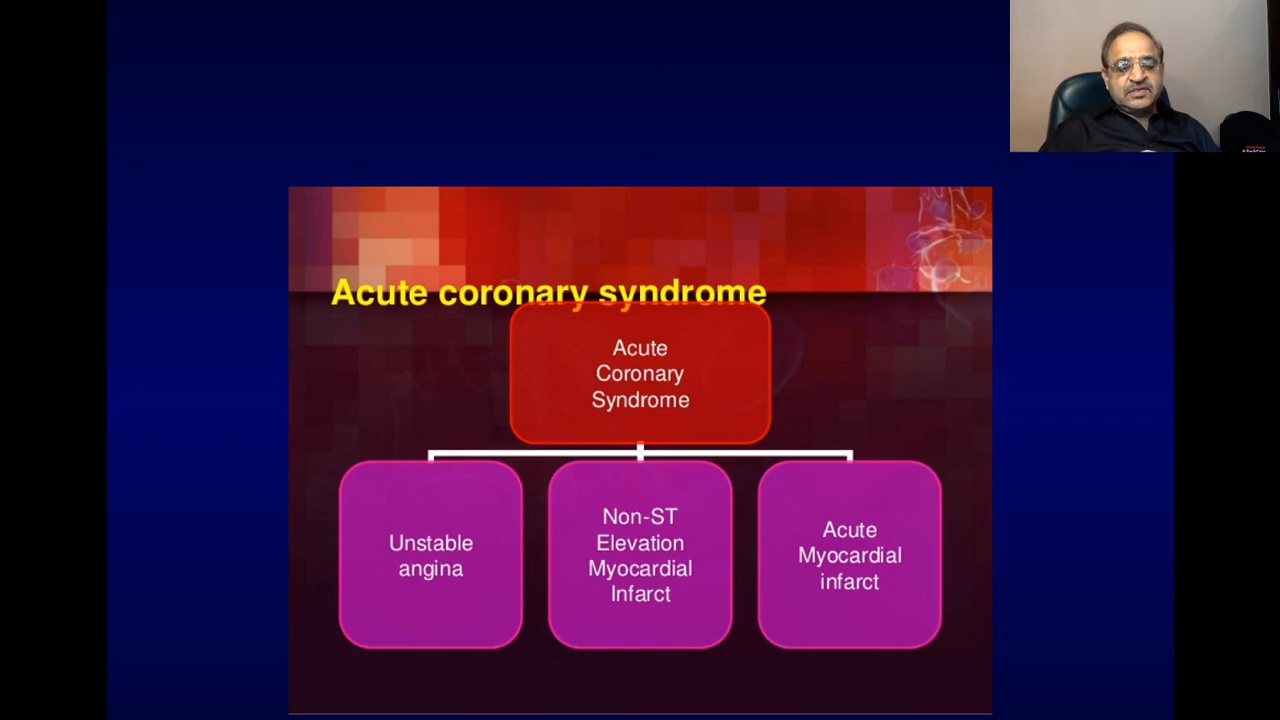 Acute coronary syndrome
Acute
Coronary
Syndrome
Unstable
angina
Non-ST
Elevation
Myocardial
Infarct
Acute
Myocardial
infarct